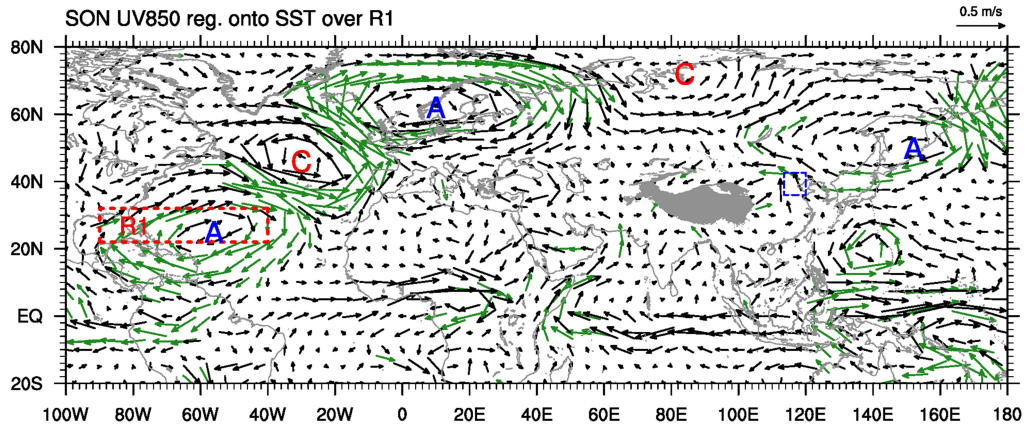 SON UV850 reg. onto SST over R1
0.5 m/s
80N
C
60N
A
A
C
40N
R1
A
20N
EQ
20S
100W 80W 60W 40W 20W 0 20E 40E 60E 80E 100E 120E 140E 160E 180